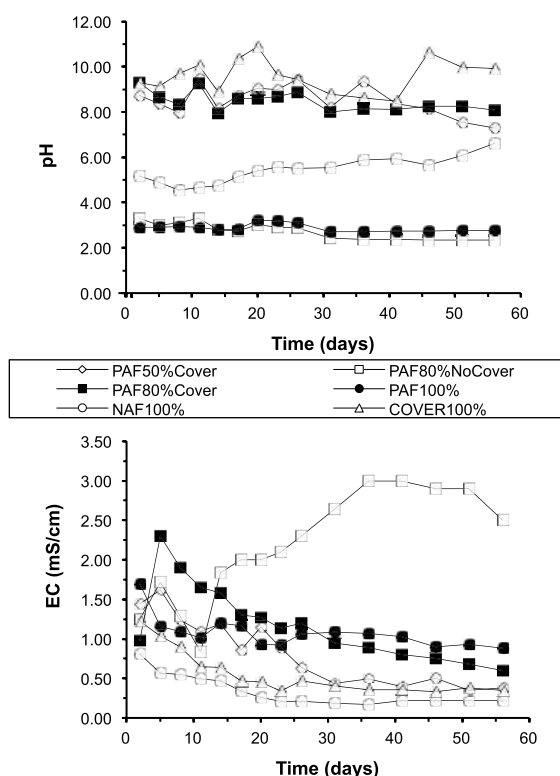 12.00
10.00
8.00
6.00
4.00
2.00
0.00
pH
0 10 20 30 40 50 60
Time (days)
PAF50%Cover PAF80%NoCover
PAF80%Cover PAF100%
NAF100% COVER100%
3.50
3.00
2.50
2.00
1.50
1.00
0.50
0.00
EC (mS/cm)
0 10 20 30 40 50 60
Time (days)